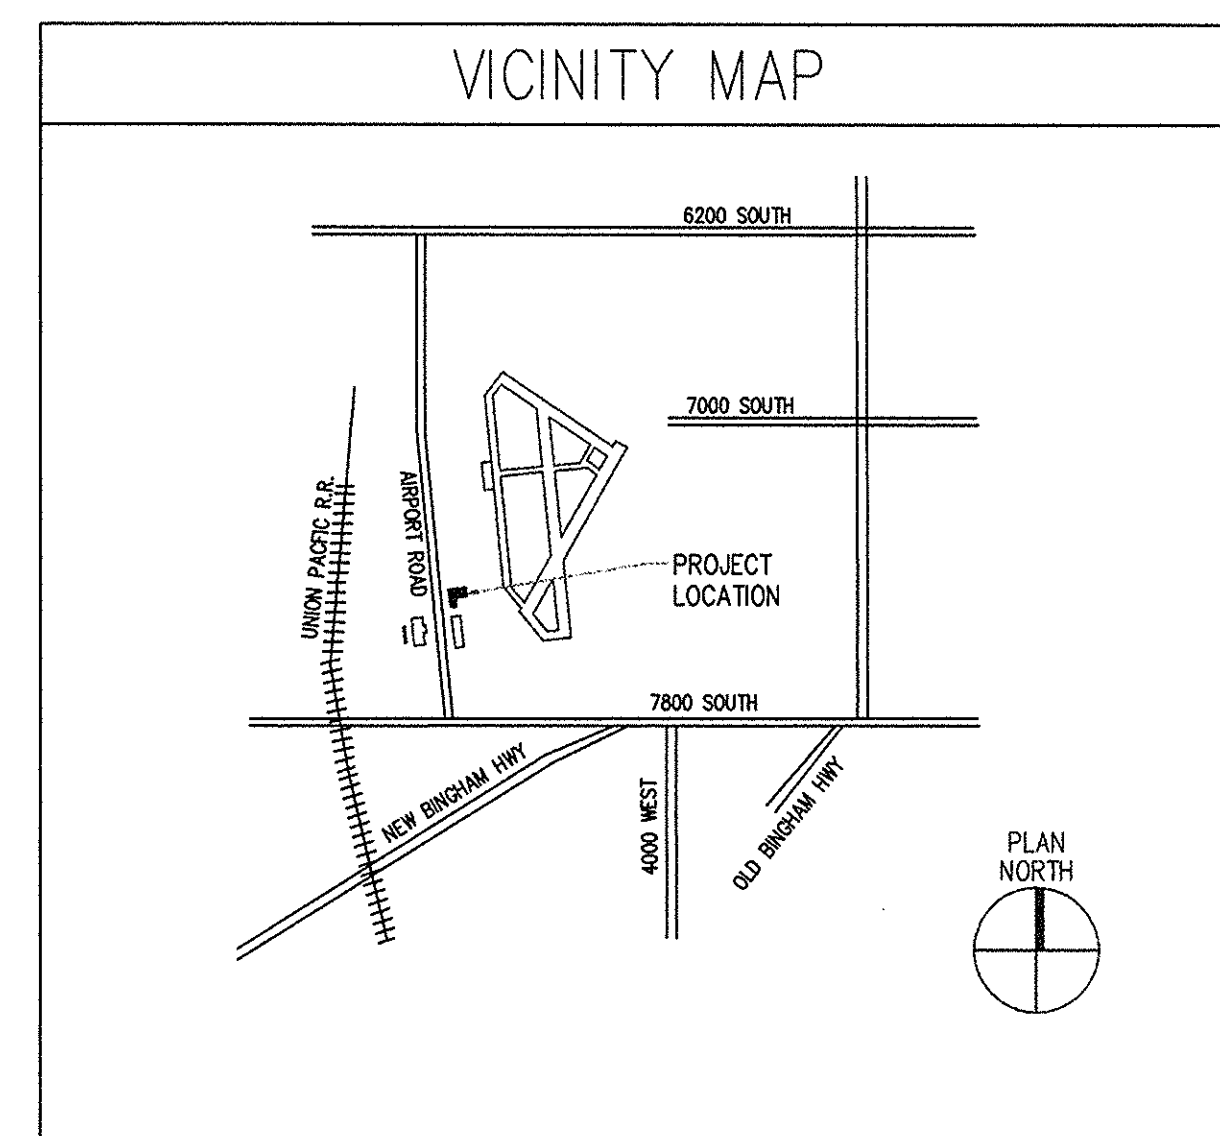 VICINITY MAP
6200 SOUTH
7000 SOUTH
AIRPORT ROAD
UNION PACFIC R.R.
PROJECT
LOCATION
7800 SOUTH
NEW BINGHAM HWY
4000 WEST
OLD BINGHAM HWY
PLAN
NORTH